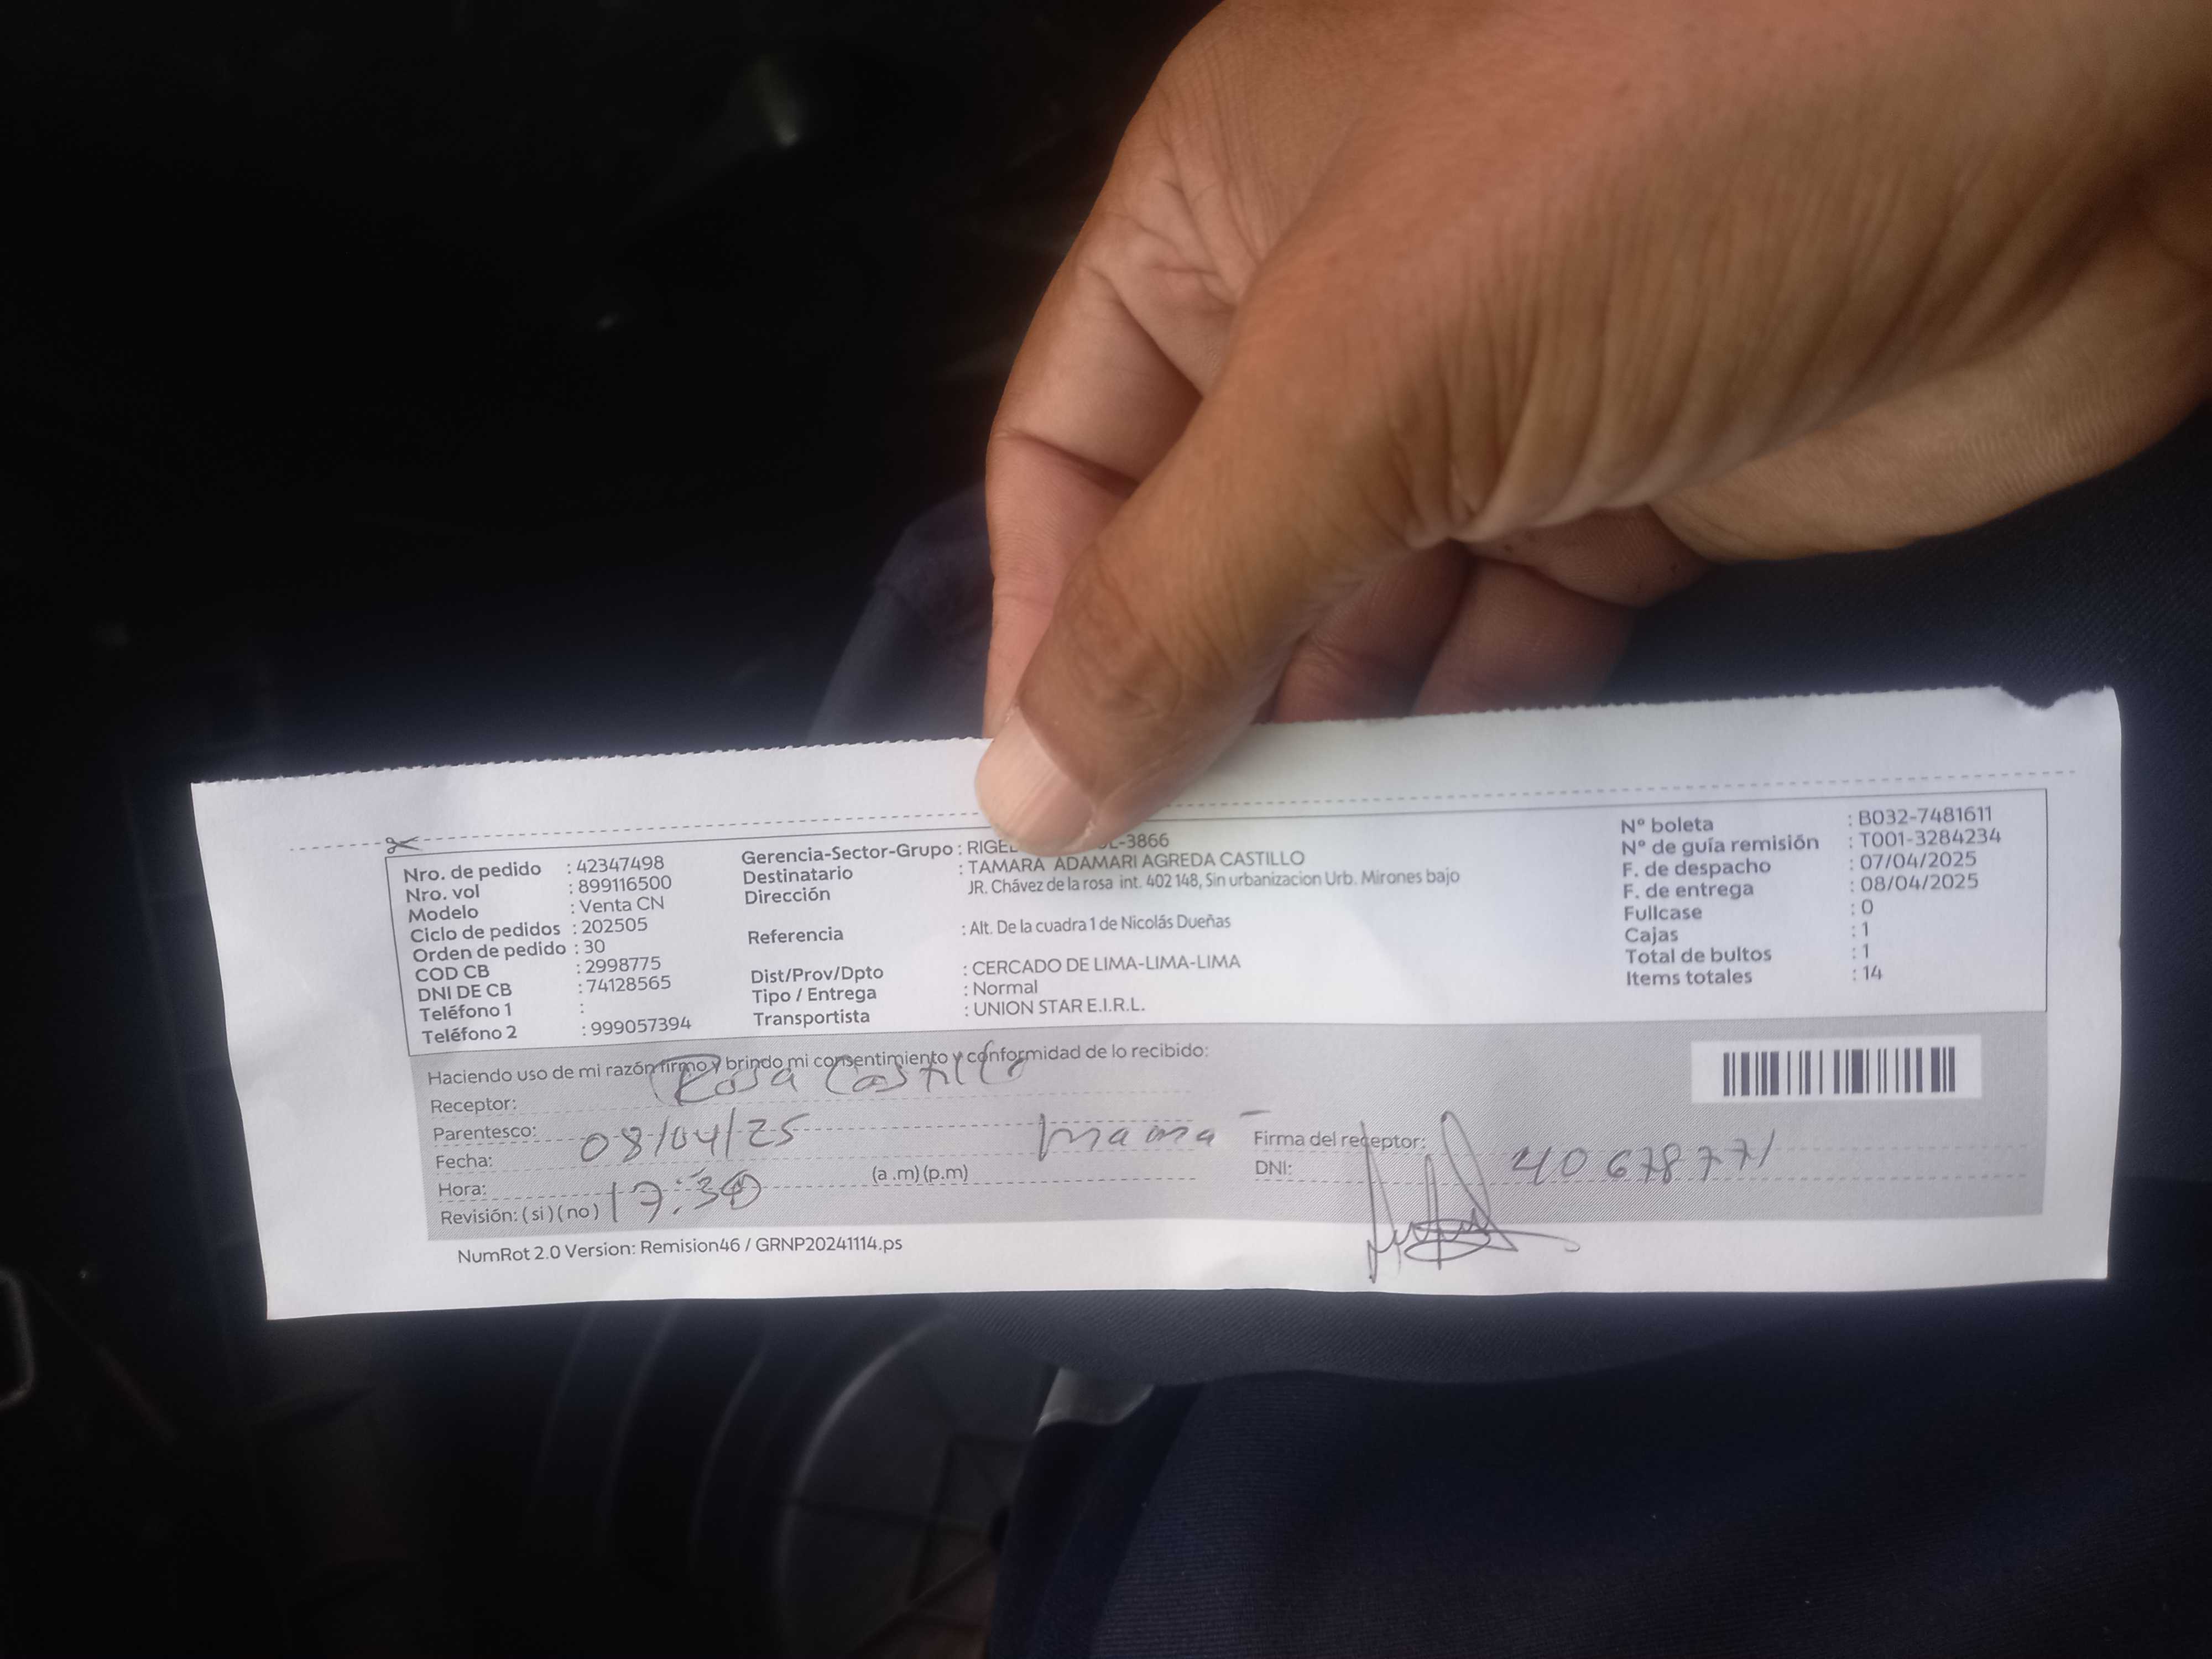 Nro. de pedido : 42347498
Nro. vol : 899116500
Modelo : Venta CN
Ciclo de pedidos : 202505
Orden de pedido : 30
COD CB : 2998775
DNI DE CB : 74128565
Teléfono 1 :
Teléfono 2 : 999057394
Gerencia-Sector-Grupo : -3866
Destinatario : TAMARA ADAMARI AGREDA CASTILLO
Dirección JR. Chávez de la rosa int. 402 148, Sin urbanizacion Urb. Mirones bajo
Referencia : Alt. De la cuadra 1 de Nicolás Dueñas
Dist/Prov/Dpto : CERCADO DE LIMA-LIMA-LIMA
Tipo / Entrega : Normal
Transportista : UNION STAR E.I.R.L.
N° boleta : B032-7481611
N° de guía remisión : T001-3284234
F. de despacho : 07/04/2025
F. de entrega : 08/04/2025
Fullcase : 0
Cajas : 1
Total de bultos : 1
Items totales : 14
Haciendo uso de mi razón firmo y brindo mi consentimiento y conformidad de lo recibido:
Receptor: Rosa Castillo
Parentesco: mama
Fecha: 08/04/25
Hora: 17:30 (a .m) (p.m)
Revisión: ( si ) ( no )
Firma del receptor:
DNI: 40678771
NumRot 2.0 Version: Remision46 / GRNP20241114.ps